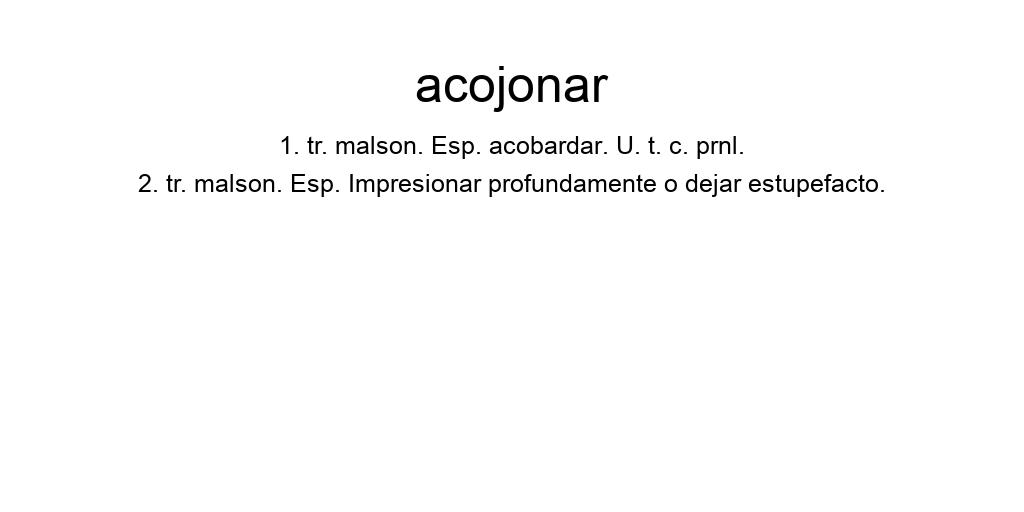 acojonar
1. tr. malson. Esp. acobardar. U. t. c. prnl.
2. tr. malson. Esp. Impresionar profundamente o dejar estupefacto.